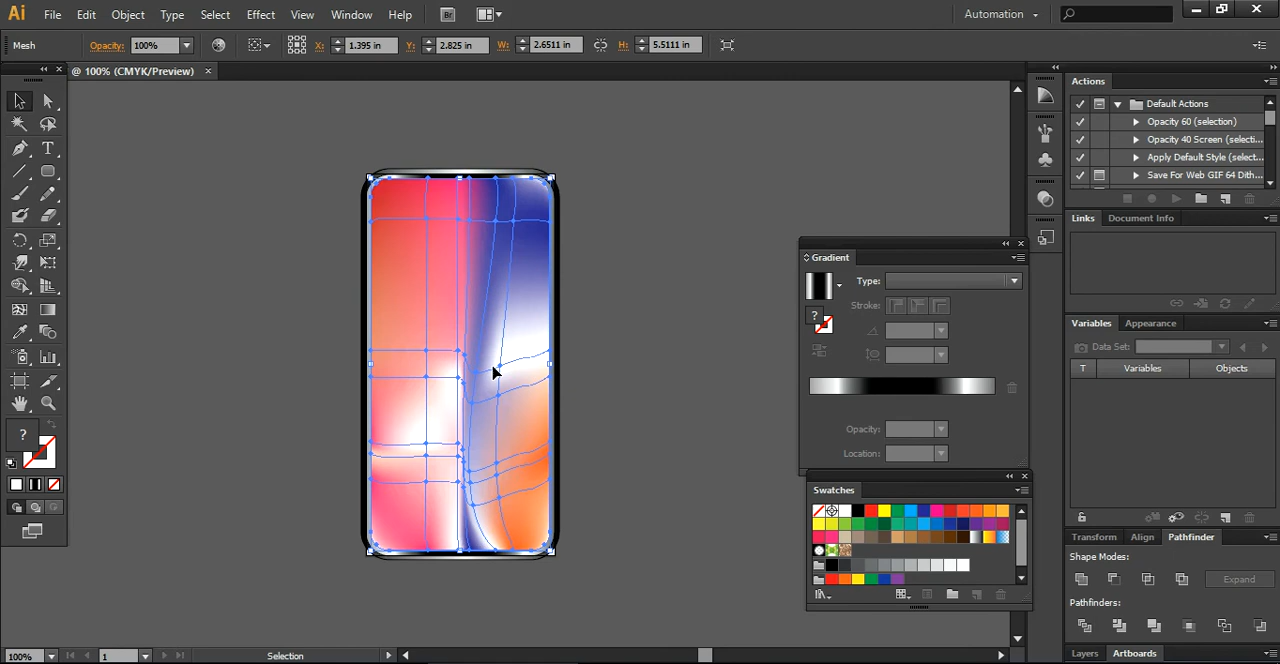 Ai File Edit Object Type Select Effect View Window Help Br Automation
Mesh Opacity: 100% X: 1.395 in Y: 2.825 in W: 2.6511 in H: 5.5111 in
@ 100% (CMYK/Preview) ×
Actions
Default Actions
Opacity 60 (selection)
Opacity 40 Screen (selecti...
Apply Default Style (select...
Save For Web GIF 64 Dith...
Links Document Info
Gradient
Type:
Stroke:
?
Opacity:
Location:
Variables Appearance
Data Set:
T Variables Objects
?
Swatches
Transform Align Pathfinder
Shape Modes:
Expand
Pathfinders:
Layers Artboards
100% 1 Selection